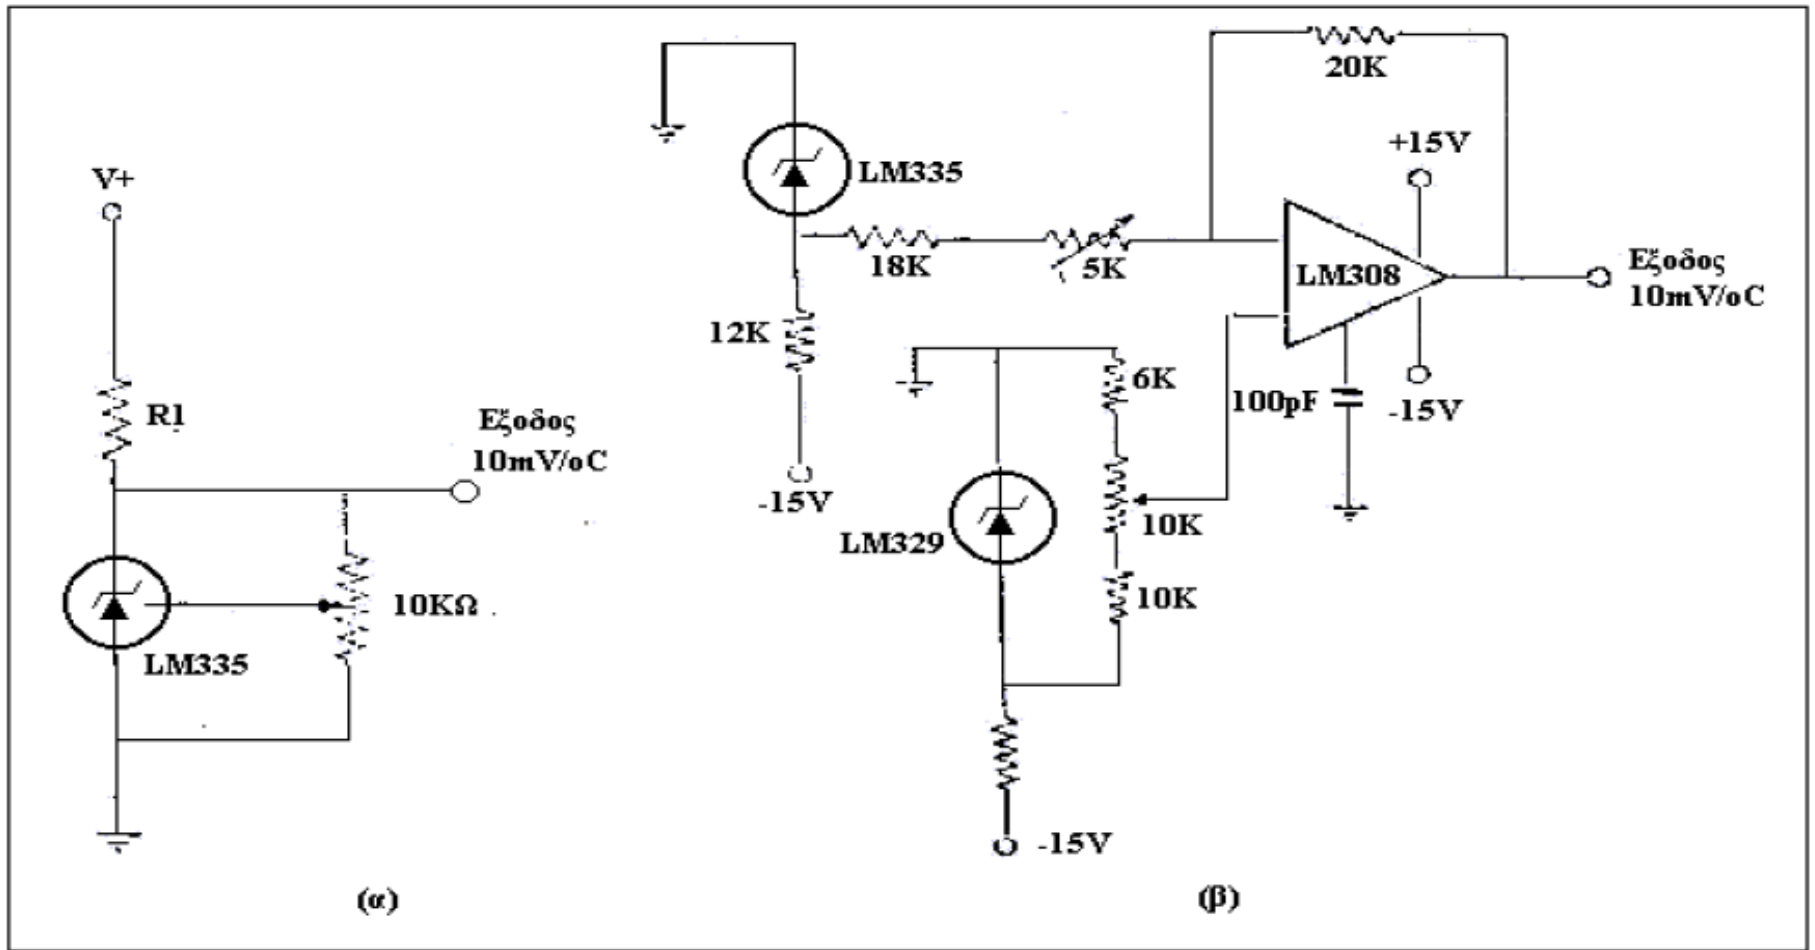 V+
R1
Εξοδος
10mV/oC
10KΩ
LM335
(α)
LM335
18K
5K
20K
+15V
LM308
Εξοδος
10mV/oC
-15V
100pF
12K
-15V
6K
10K
10K
LM329
-15V
(β)